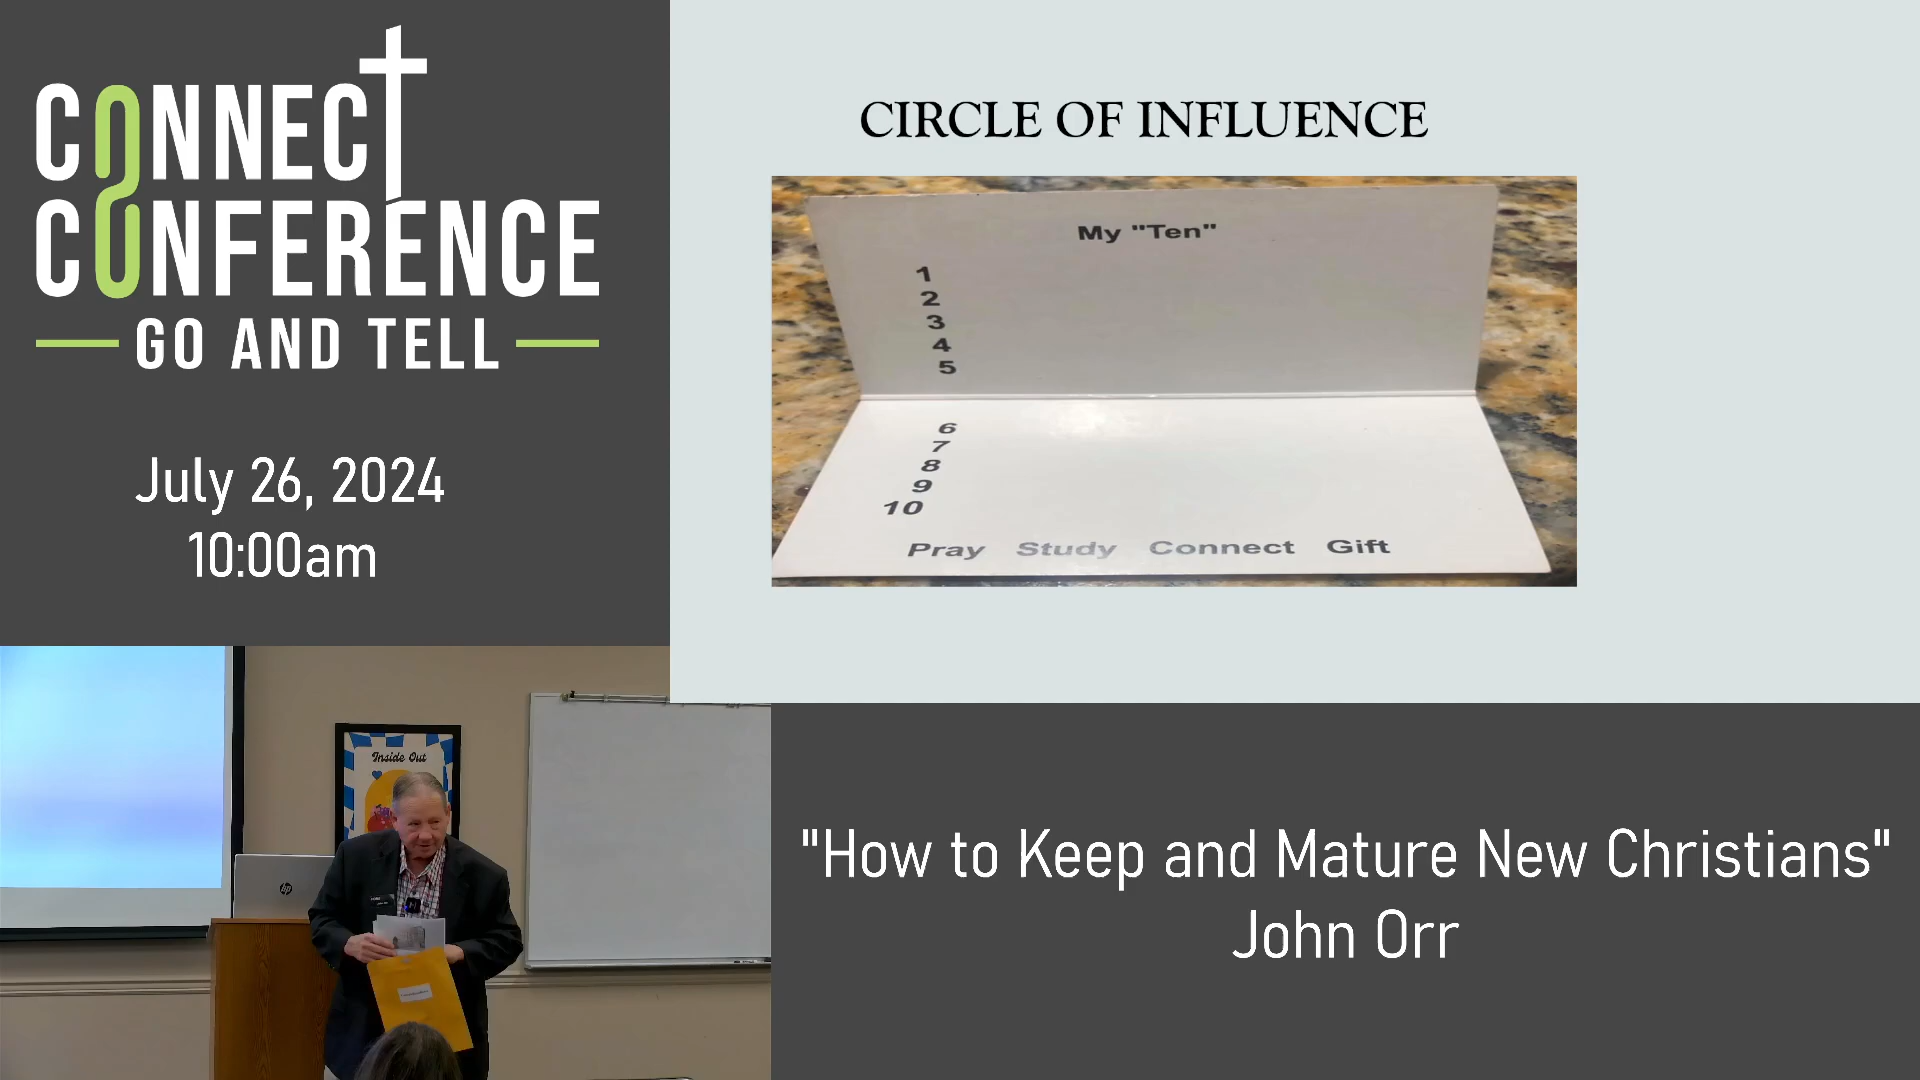 CONNECT
CONFERENCE
GO AND TELL
July 26, 2024
10:00am
CIRCLE OF INFLUENCE
My "Ten"
1
2
3
4
5
6
7
8
9
10
Pray Study Connect Gift
Inside Out
hp
"How to Keep and Mature New Christians"
John Orr